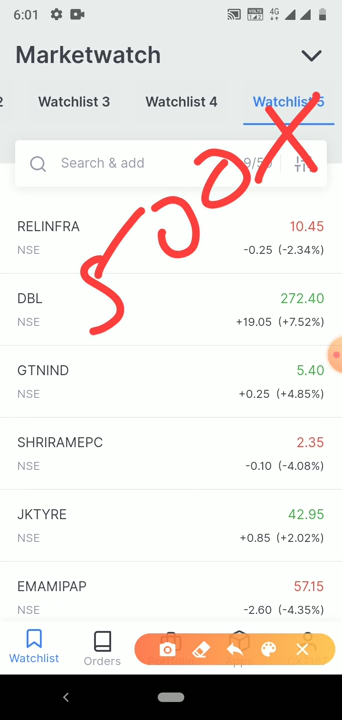 6:01 4G
Marketwatch
2 Watchlist 3 Watchlist 4 Watchlist 5
Search & add 9/50
RELINFRA 10.45
NSE -0.25 (-2.34%)
DBL 272.40
NSE +19.05 (+7.52%)
GTNIND 5.40
NSE +0.25 (+4.85%)
SHRIRAMEPC 2.35
NSE -0.10 (-4.08%)
JKTYRE 42.95
NSE +0.85 (+2.02%)
EMAMIPAP 57.15
NSE -2.60 (-4.35%)
Watchlist Orders
500X